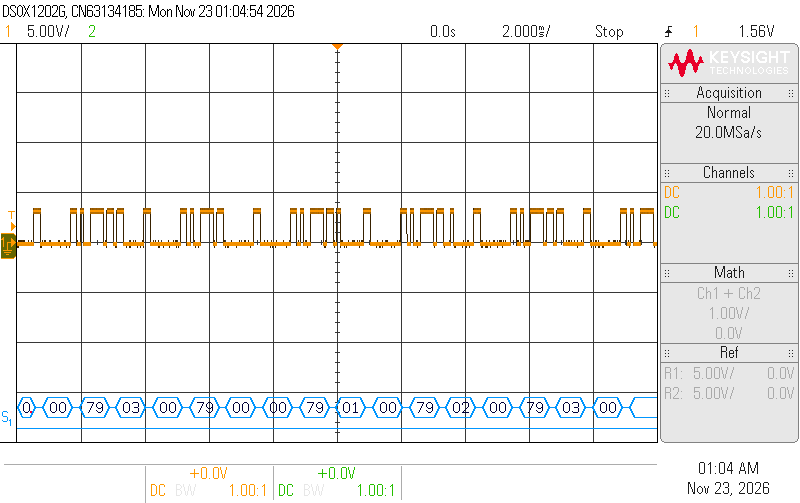 DSOX1202G, CN63134185: Mon Nov 23 01:04:54 2026
1 5.00V/ 2 0.0s 2.000ms/ Stop 1 1.56V
KEYSIGHT
TECHNOLOGIES
Acquisition
Normal
20.0MSa/s
Channels
DC 1.00:1
DC 1.00:1
Math
Ch1 + Ch2
1.00V/
0.0V
Ref
R1: 5.00V/ 0.0V
R2: 5.00V/ 0.0V
T
1
S1 0 00 79 03 00 79 00 00 79 01 00 79 02 00 79 03 00
+0.0V +0.0V
DC BW 1.00:1 DC BW 1.00:1
01:04 AM
Nov 23, 2026